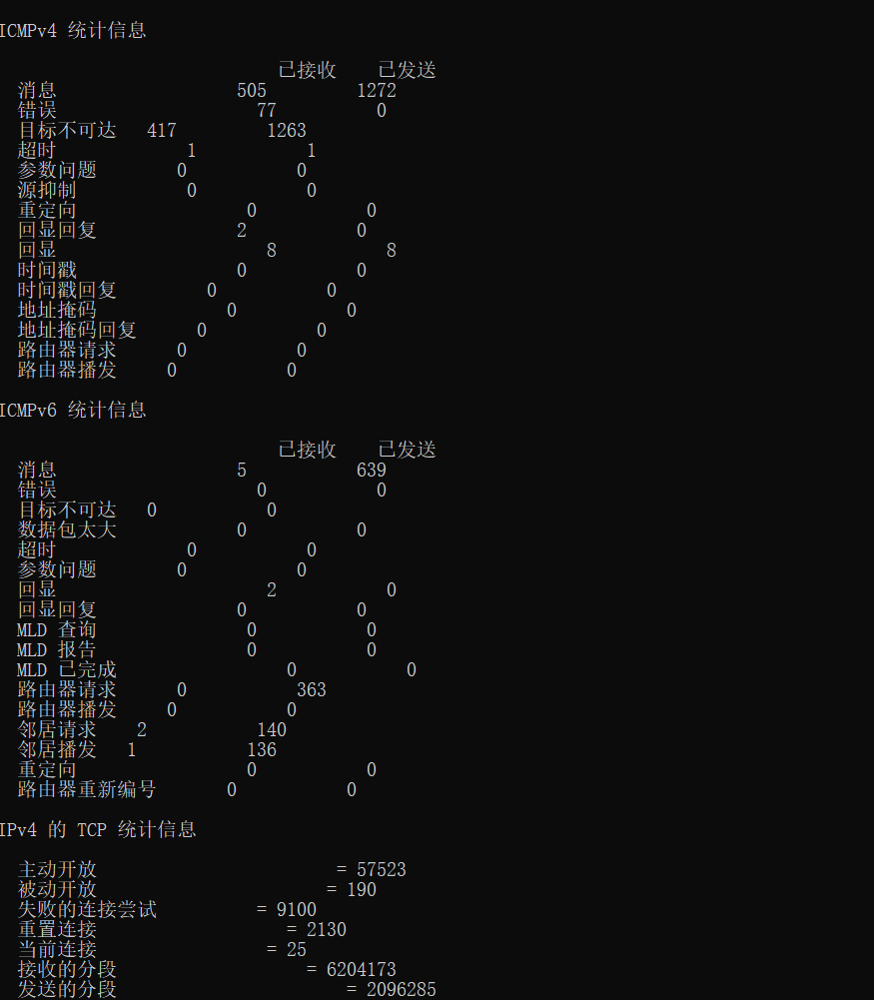 ICMPv4 统计信息
已接收 已发送
消息 505 1272
错误 77 0
目标不可达 417 1263
超时 1 1
参数问题 0 0
源抑制 0 0
重定向 0 0
回显回复 2 0
回显 8 8
时间戳 0 0
时间戳回复 0 0
地址掩码 0 0
地址掩码回复 0 0
路由器请求 0 0
路由器播发 0 0
ICMPv6 统计信息
已接收 已发送
消息 5 639
错误 0 0
目标不可达 0 0
数据包太大 0 0
超时 0 0
参数问题 0 0
回显 2 0
回显回复 0 0
MLD 查询 0 0
MLD 报告 0 0
MLD 已完成 0 0
路由器请求 0 363
路由器播发 0 0
邻居请求 2 140
邻居播发 1 136
重定向 0 0
路由器重新编号 0 0
IPv4 的 TCP 统计信息
主动开放 = 57523
被动开放 = 190
失败的连接尝试 = 9100
重置连接 = 2130
当前连接 = 25
接收的分段 = 6204173
发送的分段 = 2096285